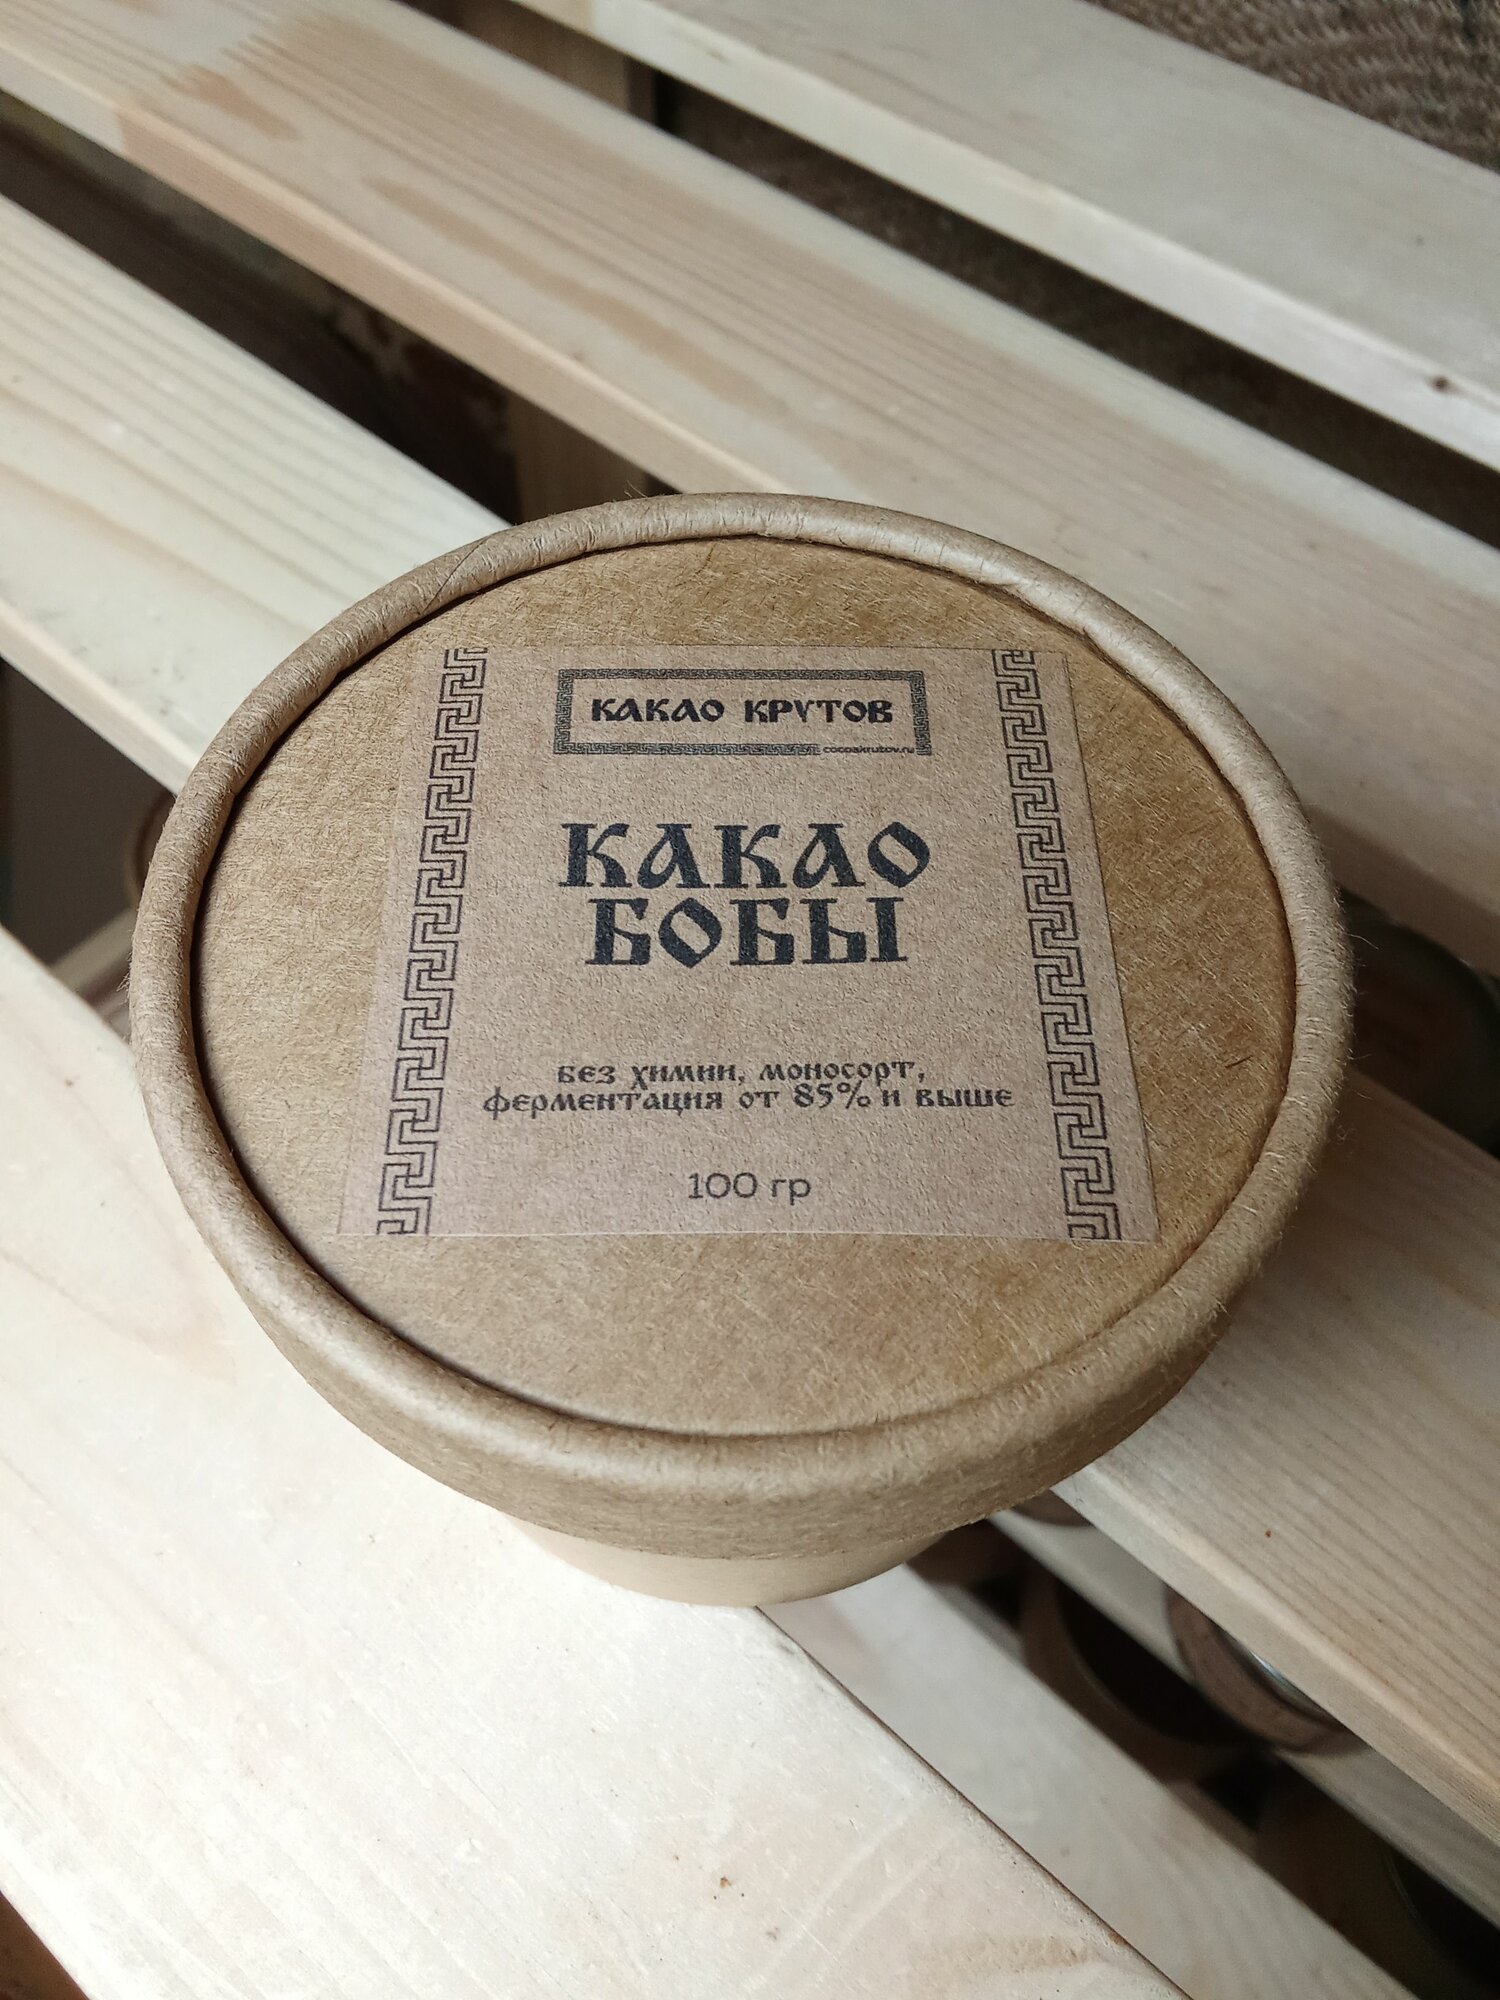 КАКАО КРУТОВ
cocoakrutov.ru
КАКАО
БОБЫ
без химии, моносорт,
ферментация от 85% и выше
100 гр